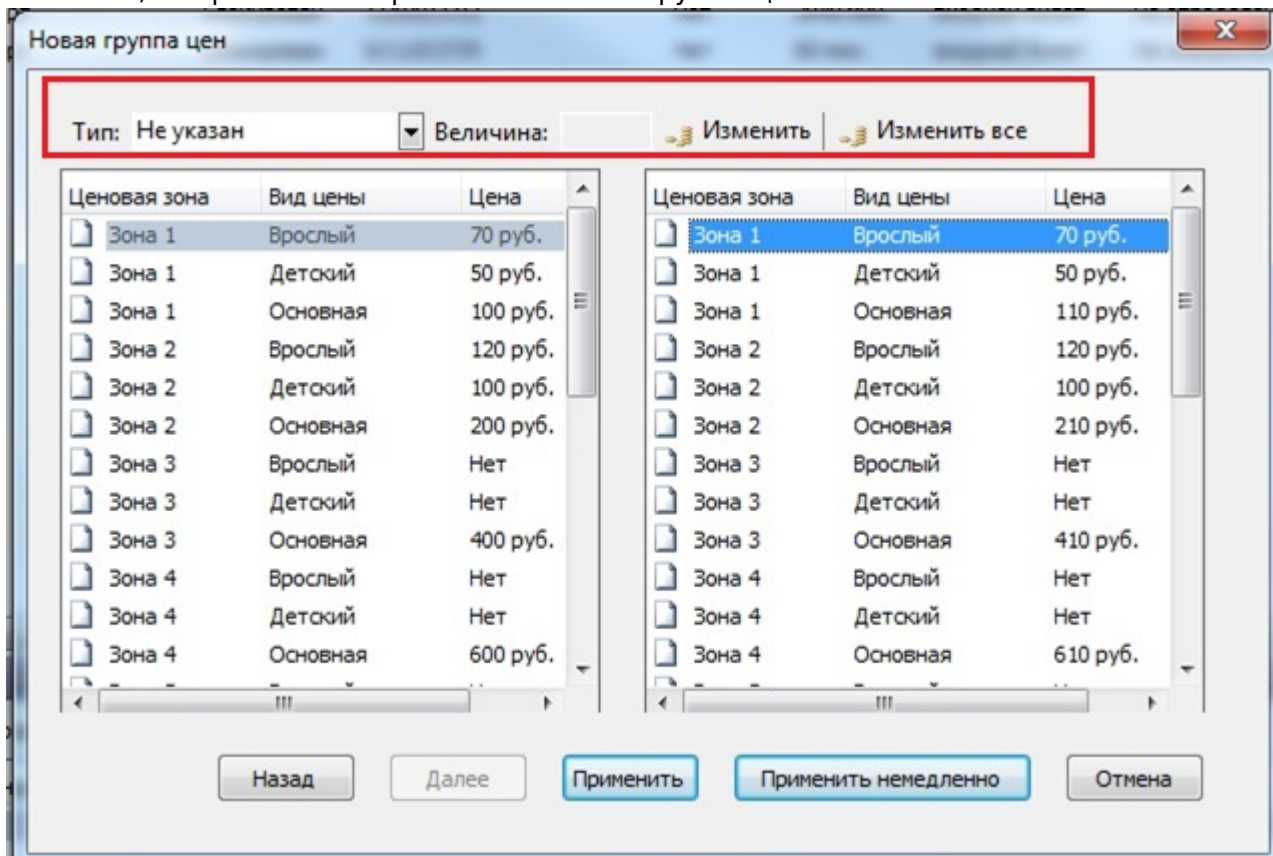 Новая группа цен
Тип: Не указан Величина: Изменить Изменить все
Ценовая зона Вид цены Цена Ценовая зона Вид цены Цена
Зона 1 Врослый 70 руб. Зона 1 Врослый 70 руб.
Зона 1 Детский 50 руб. Зона 1 Детский 50 руб.
Зона 1 Основная 100 руб. Зона 1 Основная 110 руб.
Зона 2 Врослый 120 руб. Зона 2 Врослый 120 руб.
Зона 2 Детский 100 руб. Зона 2 Детский 100 руб.
Зона 2 Основная 200 руб. Зона 2 Основная 210 руб.
Зона 3 Врослый Нет Зона 3 Врослый Нет
Зона 3 Детский Нет Зона 3 Детский Нет
Зона 3 Основная 400 руб. Зона 3 Основная 410 руб.
Зона 4 Врослый Нет Зона 4 Врослый Нет
Зона 4 Детский Нет Зона 4 Детский Нет
Зона 4 Основная 600 руб. Зона 4 Основная 610 руб.
Назад Далее Применить Применить немедленно Отмена